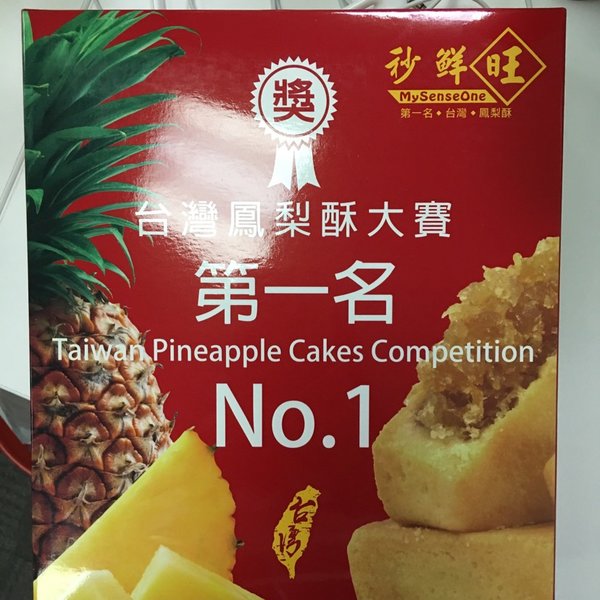 秒鮮旺
MySenseOne
第一名・台灣・鳳梨酥
獎
台灣鳳梨酥大賽
第一名
Taiwan Pineapple Cakes Competition
No.1
台灣